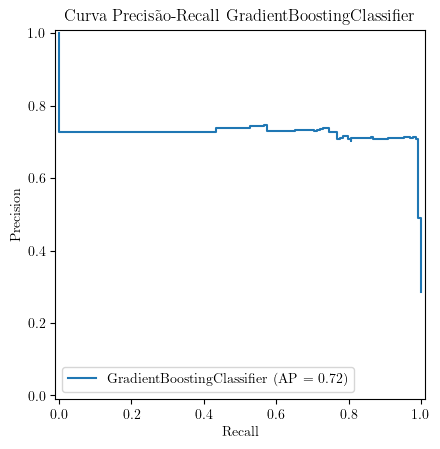 Curva Precisão-Recall GradientBoostingClassifier
1.0
0.8
0.6
0.4
0.2
0.0
Precision
GradientBoostingClassifier (AP = 0.72)
0.0 0.2 0.4 0.6 0.8 1.0
Recall